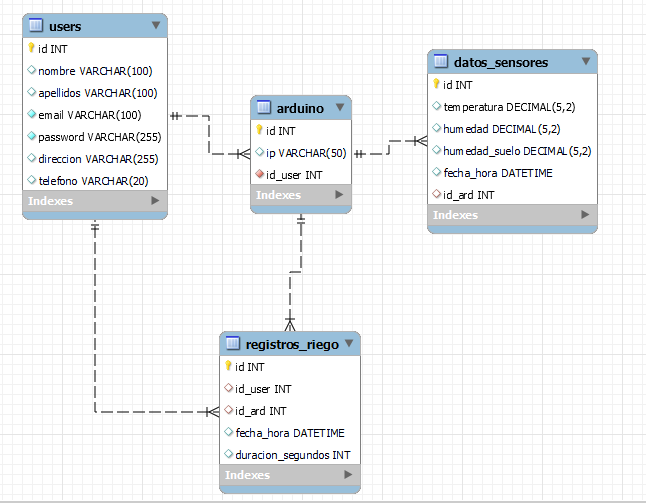 users
id INT
nombre VARCHAR(100)
apellidos VARCHAR(100)
email VARCHAR(100)
password VARCHAR(255)
direccion VARCHAR(255)
telefono VARCHAR(20)
Indexes
arduino
id INT
ip VARCHAR(50)
id_user INT
Indexes
datos_sensores
id INT
temperatura DECIMAL(5,2)
humedad DECIMAL(5,2)
humedad_suelo DECIMAL(5,2)
fecha_hora DATETIME
id_ard INT
Indexes
registros_riego
id INT
id_user INT
id_ard INT
fecha_hora DATETIME
duracion_segundos INT
Indexes